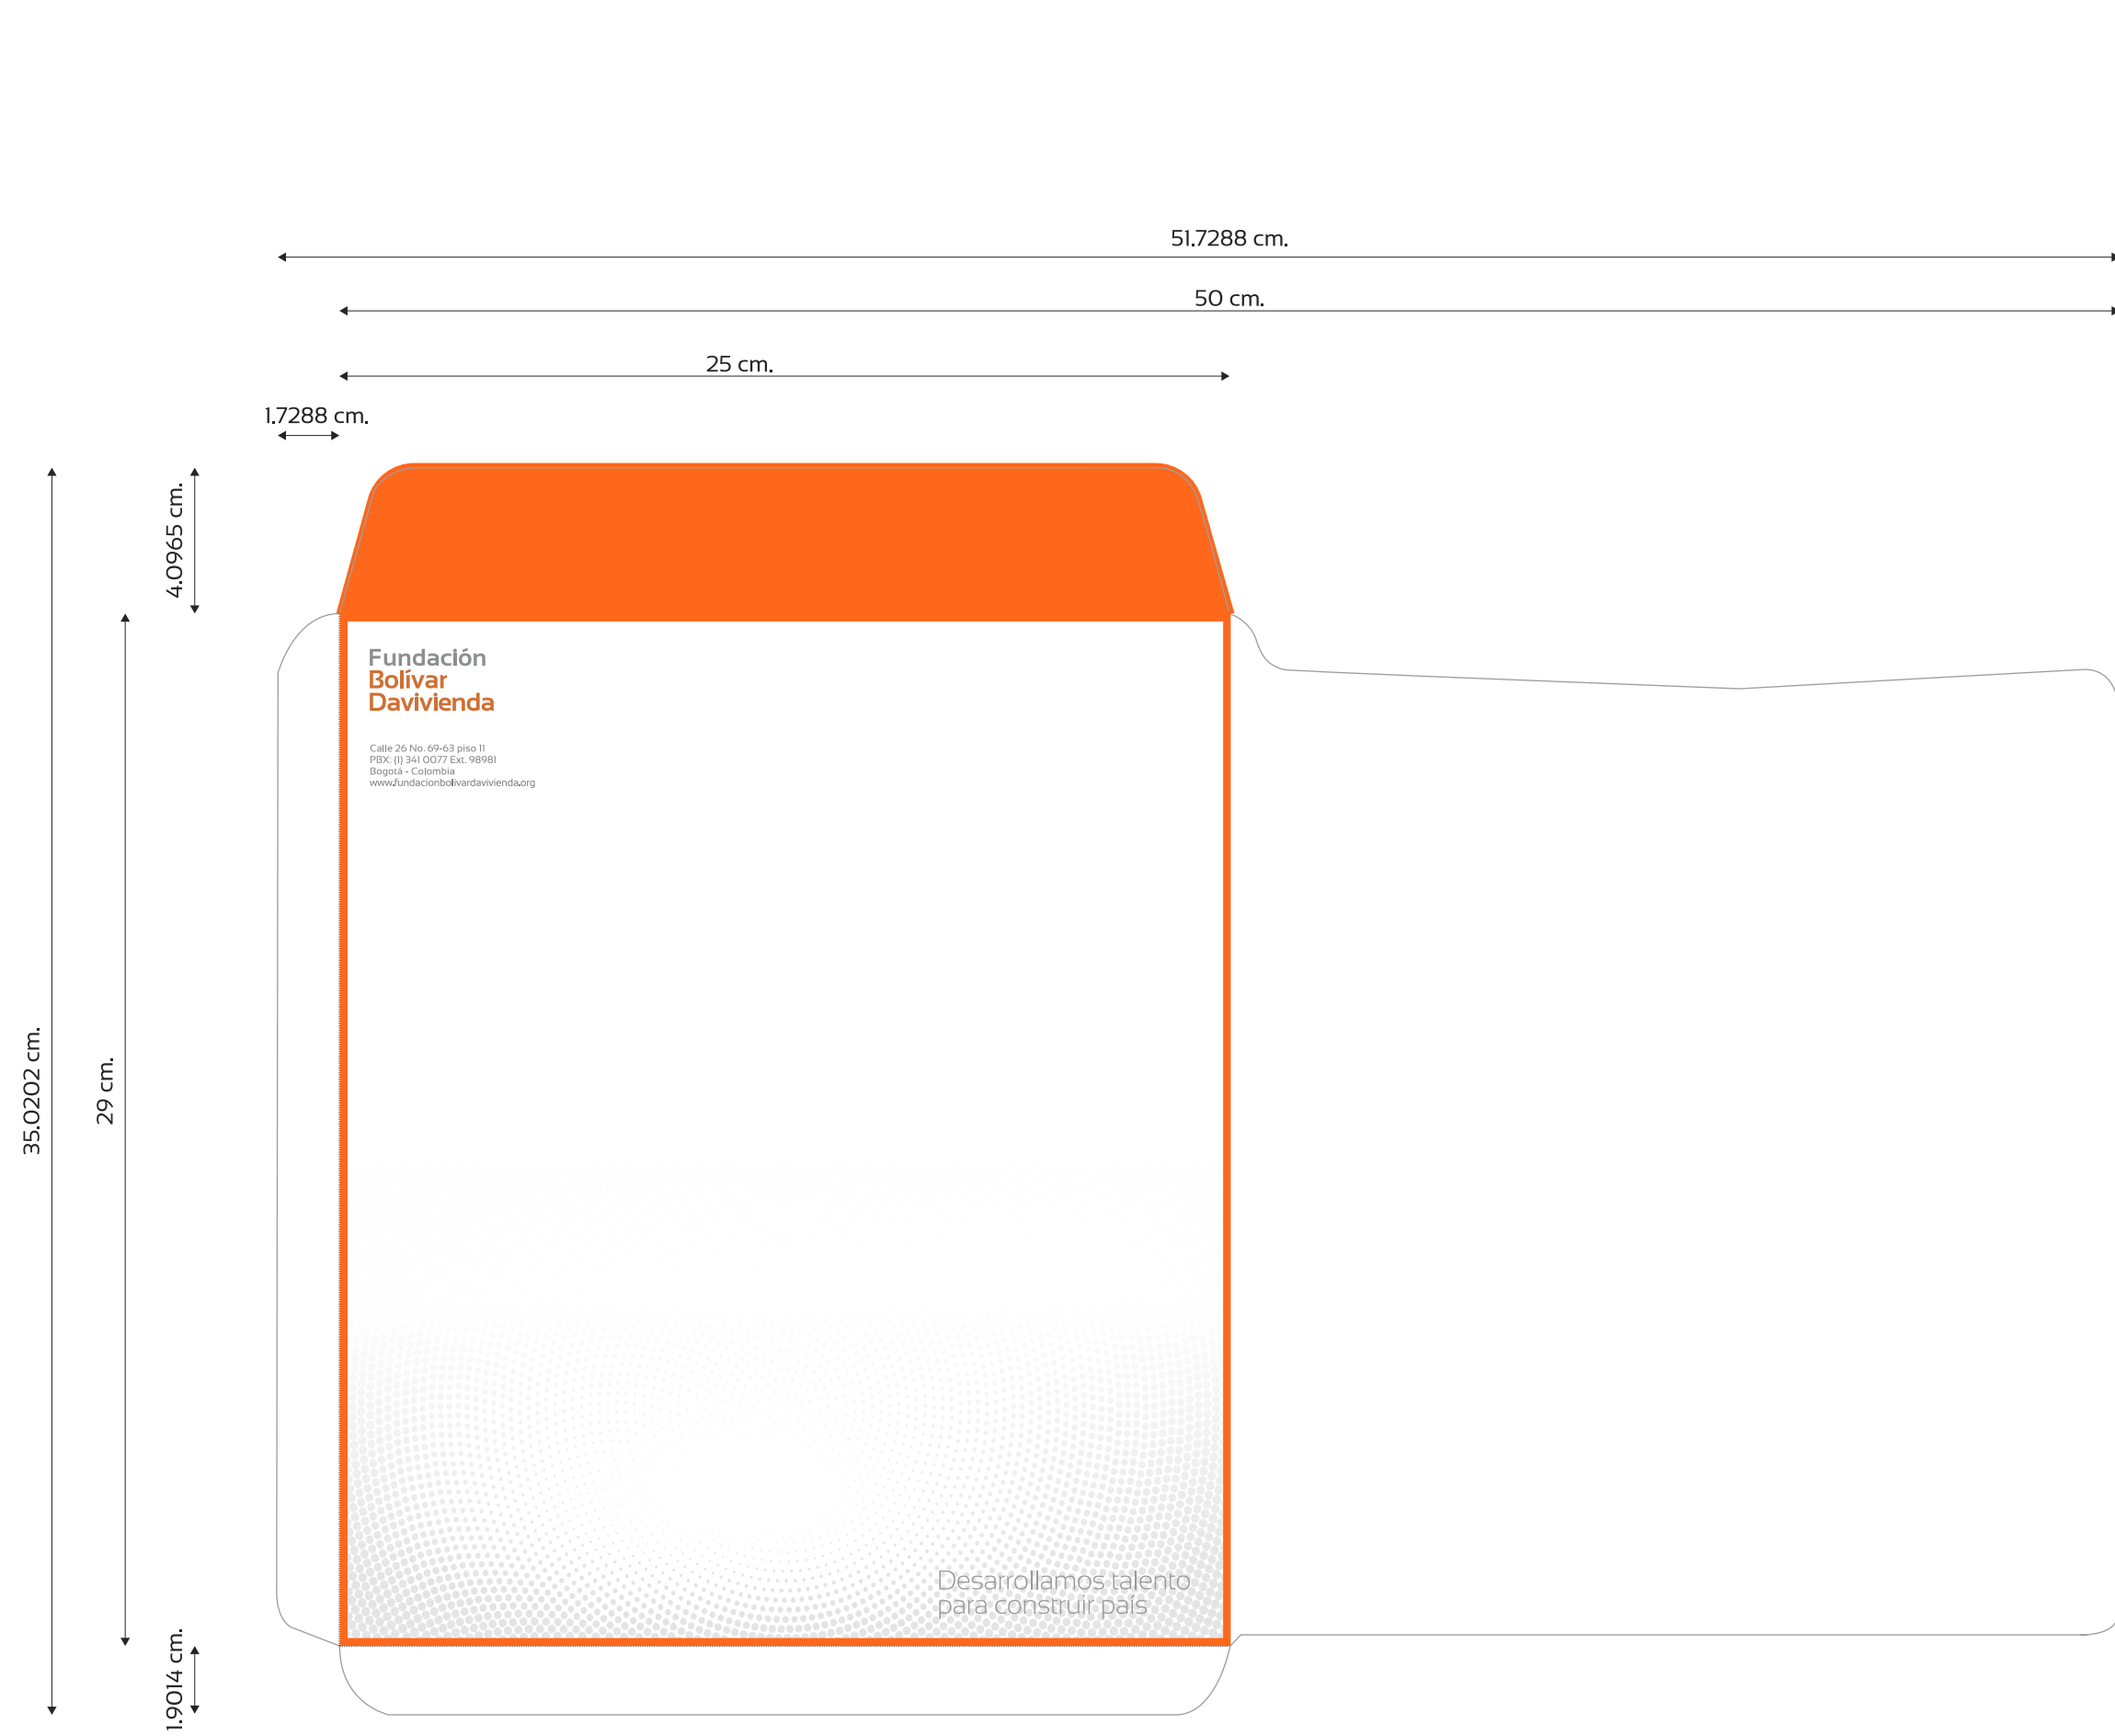 51.7288 cm.
50 cm.
25 cm.
1.7288 cm.
4.0965 cm.
35.0202 cm.
29 cm.
1.9014 cm.
Fundación
Bolívar
Davivienda
Calle 26 No. 69-63 piso 11
PBX: (1) 341 0077 Ext. 98981
Bogotá - Colombia
www.fundacionbolivardavivienda.org
Desarrollamos talento
para construir país